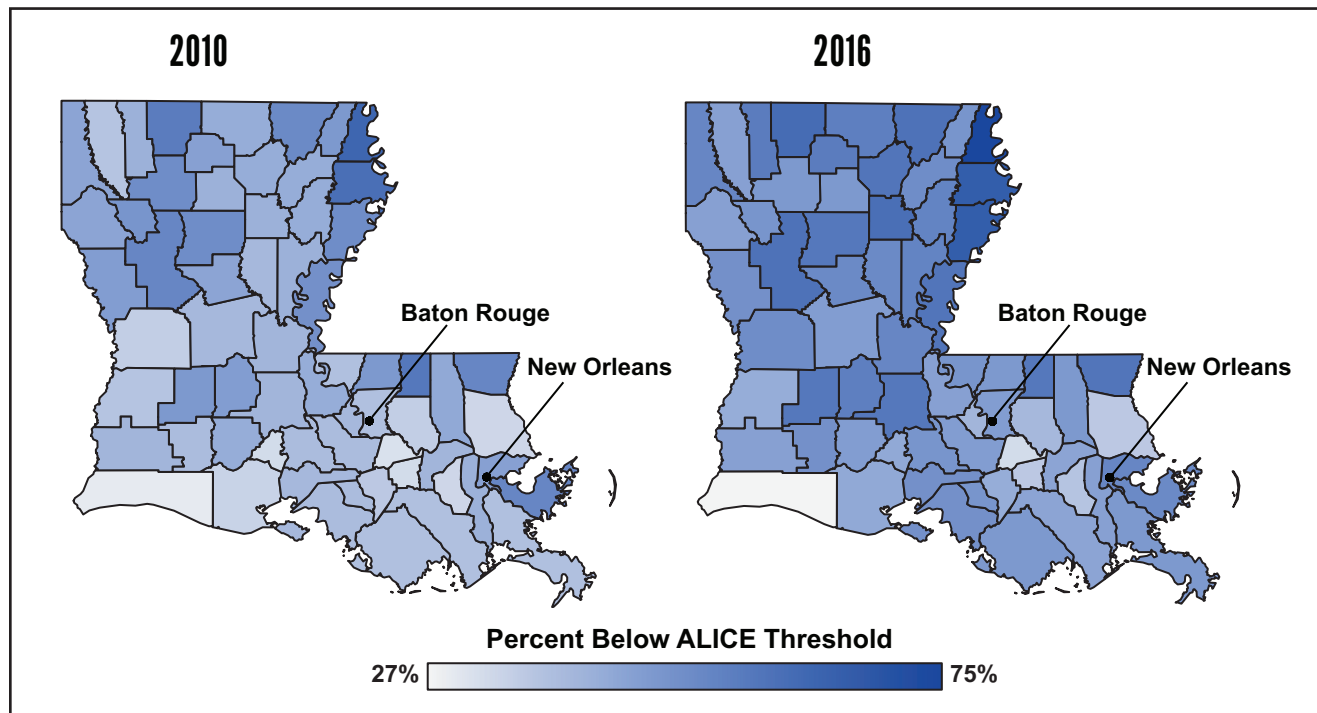 2010
2016
Baton Rouge
New Orleans
Baton Rouge
New Orleans
Percent Below ALICE Threshold
27%
75%